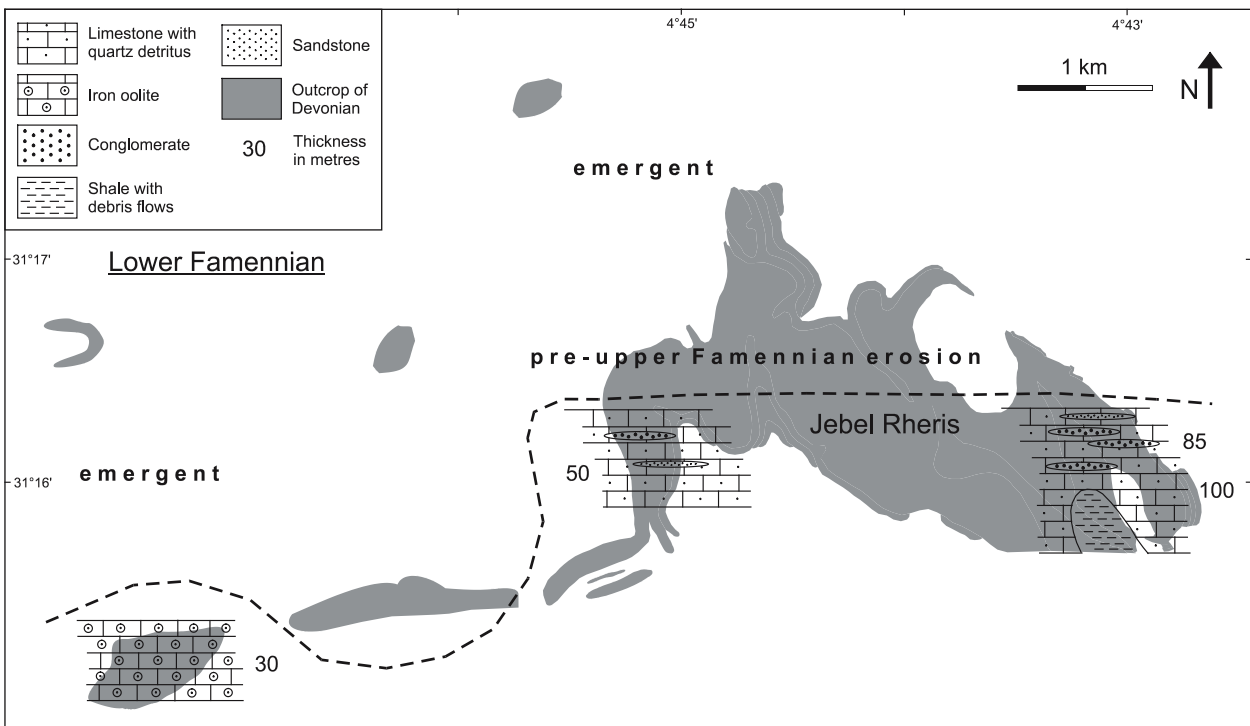 4°45'
4°43'
Limestone with
quartz detritus
Sandstone
Iron oolite
Outcrop of
Devonian
Conglomerate
30
Thickness
in metres
Shale with
debris flows
1 km
N
emergent
31°17'
Lower Famennian
pre-upper Famennian erosion
Jebel Rheris
85
emergent
50
31°16'
100
30